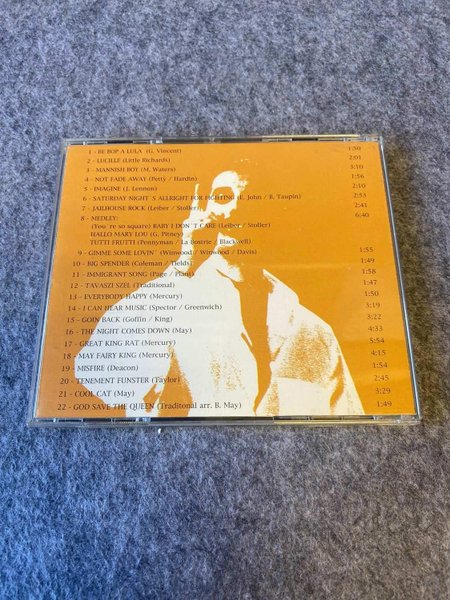 1 - BE BOP A LULA (G. Vincent) 1:50
2 - LUCILLE (Little Richards) 2:01
3 - MANNISH BOY (M. Waters) 3:10
4 - NOT FADE AWAY (Petty / Hardin) 1:56
5 - IMAGINE (J. Lennon) 2:10
6 - SATURDAY NIGHT´S ALLRIGHT FOR FIGHTING (E. John / B. Taupin) 2:53
7 - JAILHOUSE ROCK (Leiber / Stoller) 2:41
8 - MEDLEY: 6:40
(You´re so square) BABY I DON´T CARE (Leiber / Stoller)
HALLO MARY LOU (G. Pitney)
TUTTI FRUTTI (Pennyman / La Bostrie / Blackwell)
9 - GIMME SOME LOVIN´ (Winwood / Winwood / Davis) 1:55
10 - BIG SPENDER (Coleman / Fields) 1:49
11 - IMMIGRANT SONG (Page / Plant) 1:58
12 - TAVASZI SZEL (Traditional) 1:47
13 - EVERYBODY HAPPY (Mercury) 1:50
14 - I CAN HEAR MUSIC (Spector / Greenwich) 3:19
15 - GOIN BACK (Goffin / King) 3:22
16 - THE NIGHT COMES DOWN (May) 4:33
17 - GREAT KING RAT (Mercury) 5:54
18 - MAY FAIRY KING (Mercury) 4:15
19 - MISFIRE (Deacon) 1:54
20 - TENEMENT FUNSTER (Taylor) 2:45
21 - COOL CAT (May) 3:29
22 - GOD SAVE THE QUEEN (Traditonal arr. B. May) 1:49